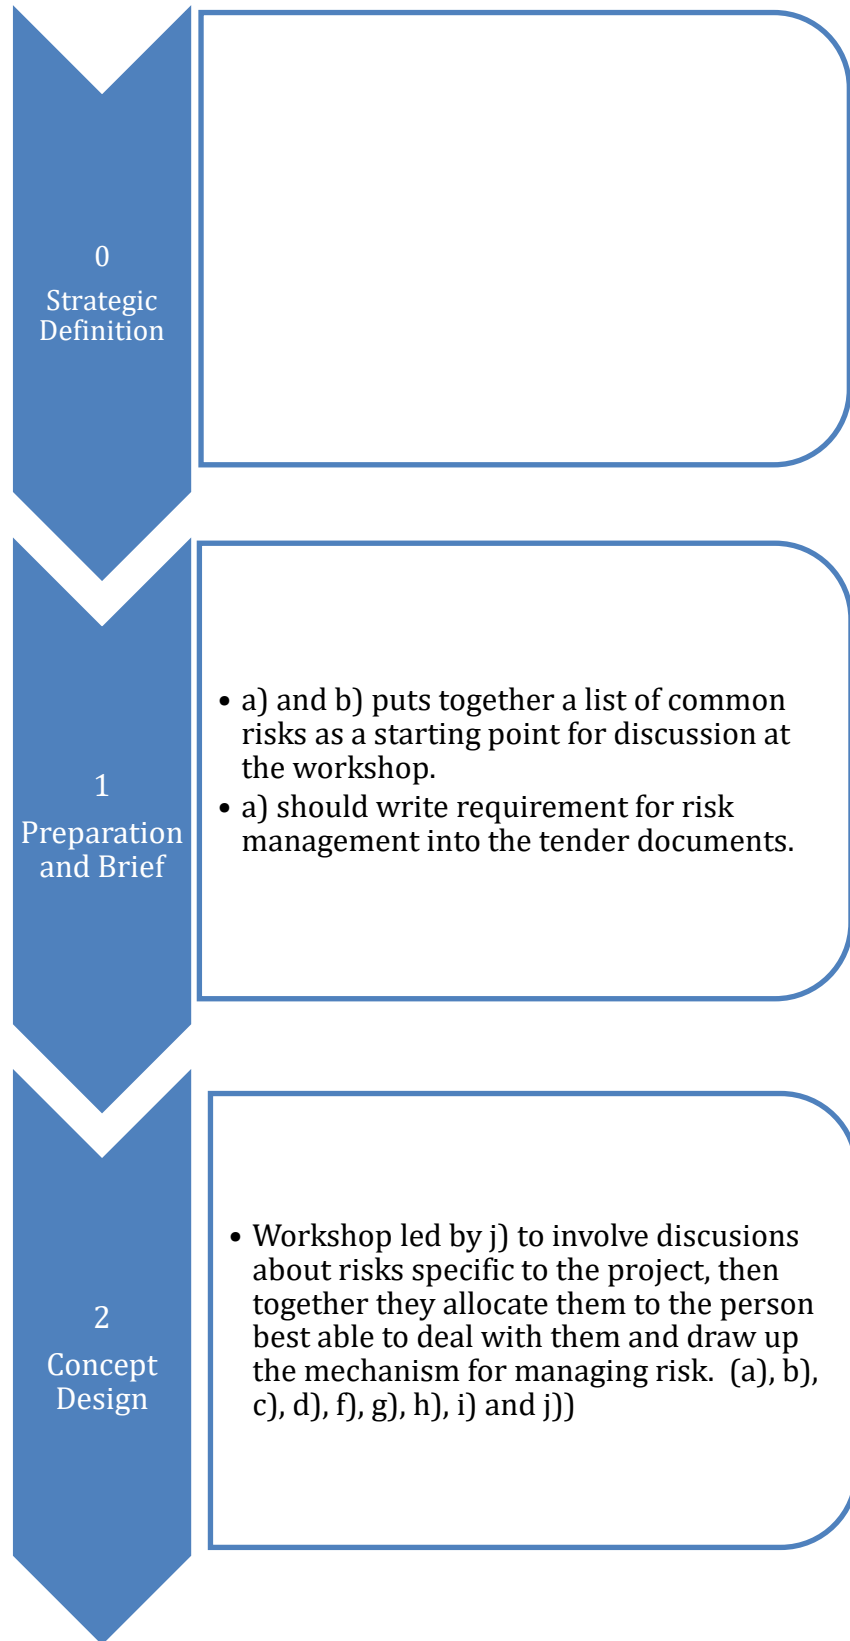 0
Strategic
Definition
1
Preparation
and Brief
• a) and b) puts together a list of common
risks as a starting point for discussion at
the workshop.
• a) should write requirement for risk
management into the tender documents.
2
Concept
Design
• Workshop led by j) to involve discusions
about risks specific to the project, then
together they allocate them to the person
best able to deal with them and draw up
the mechanism for managing risk. (a), b),
c), d), f), g), h), i) and j))